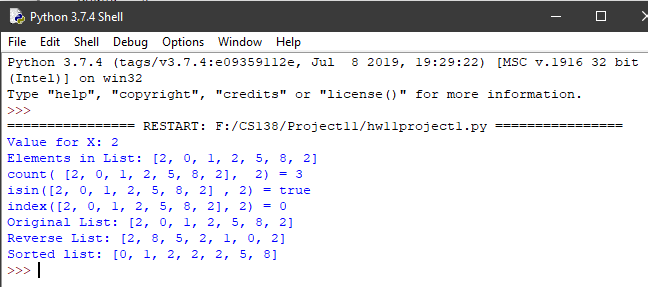 Python 3.7.4 Shell
File Edit Shell Debug Options Window Help
Python 3.7.4 (tags/v3.7.4:e09359112e, Jul  8 2019, 19:29:22) [MSC v.1916 32 bit
(Intel)] on win32
Type "help", "copyright", "credits" or "license()" for more information.
>>>
================ RESTART: F:/CS138/Project11/hw11project1.py ================
Value for X: 2
Elements in List: [2, 0, 1, 2, 5, 8, 2]
count( [2, 0, 1, 2, 5, 8, 2],  2) = 3
isin([2, 0, 1, 2, 5, 8, 2] , 2) = true
index([2, 0, 1, 2, 5, 8, 2], 2) = 0
Original List: [2, 0, 1, 2, 5, 8, 2]
Reverse List: [2, 8, 5, 2, 1, 0, 2]
Sorted list: [0, 1, 2, 2, 2, 5, 8]
>>>